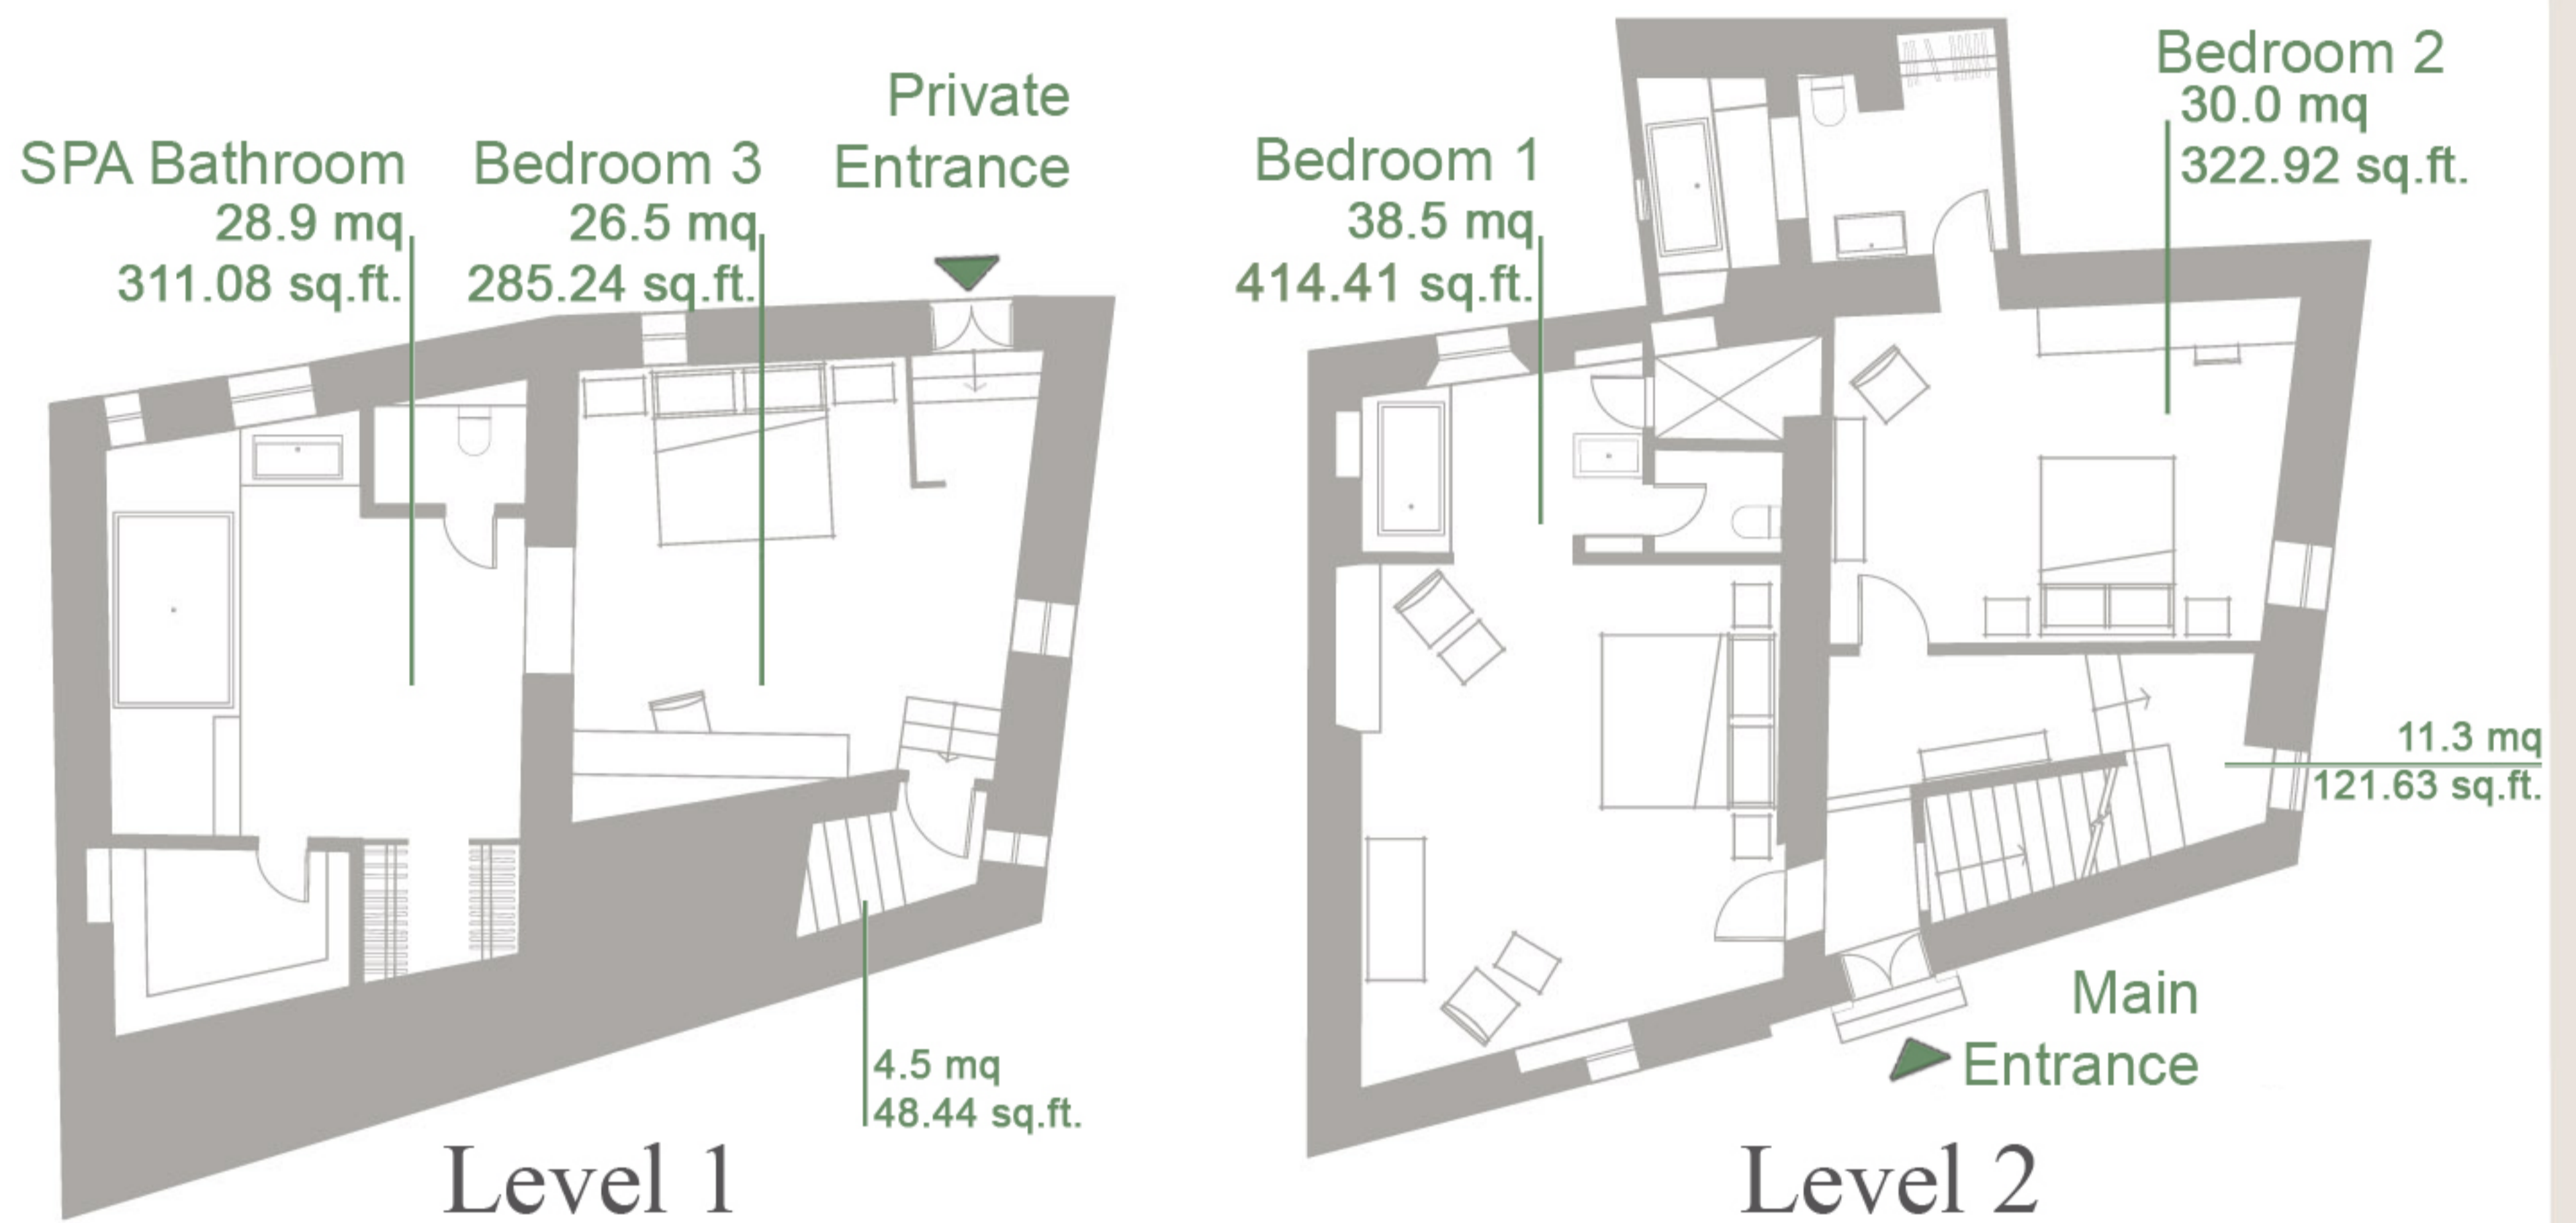 SPA Bathroom
28.9 mq
311.08 sq.ft.
Bedroom 3
26.5 mq
285.24 sq.ft.
Private
Entrance
4.5 mq
48.44 sq.ft.
Level 1
Bedroom 1
38.5 mq
414.41 sq.ft.
Bedroom 2
30.0 mq
322.92 sq.ft.
11.3 mq
121.63 sq.ft.
Main
Entrance
Level 2